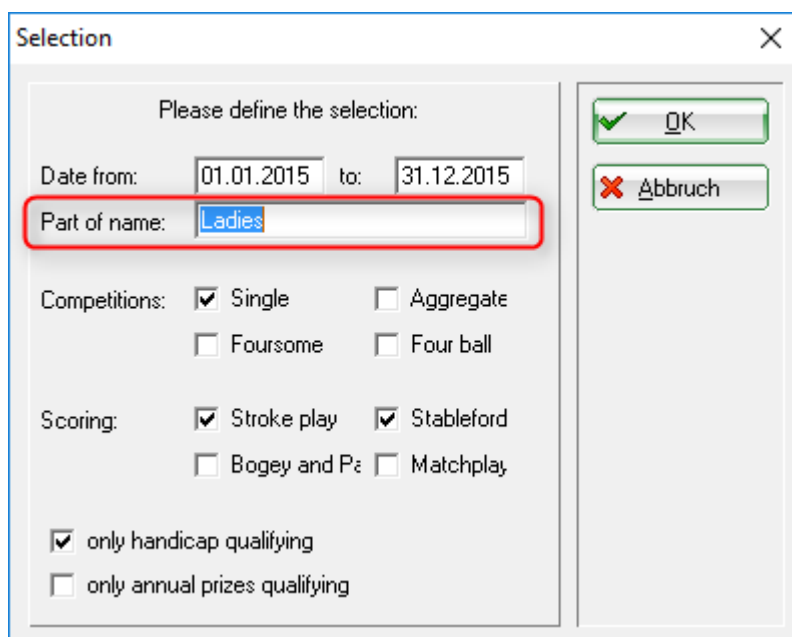 Selection
Please define the selection:
OK
Date from: 01.01.2015 to: 31.12.2015
Abbruch
Part of name: Ladies
Competitions: Single Aggregate
Foursome Four ball
Scoring: Stroke play Stableford
Bogey and Pa Matchplay
only handicap qualifying
only annual prizes qualifying